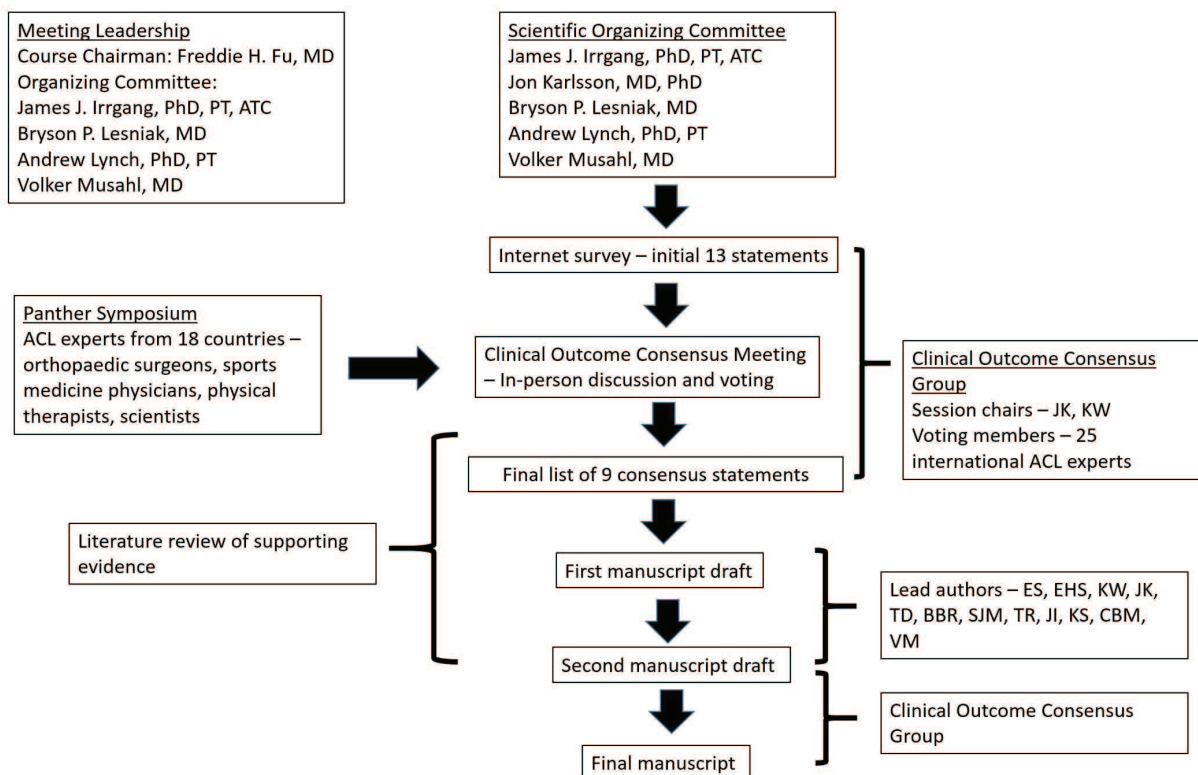 Meeting Leadership
Course Chairman: Freddie H. Fu, MD
Organizing Committee:
James J. Irrgang, PhD, PT, ATC
Bryson P. Lesniak, MD
Andrew Lynch, PhD, PT
Volker Musahl, MD
Scientific Organizing Committee
James J. Irrgang, PhD, PT, ATC
Jon Karlsson, MD, PhD
Bryson P. Lesniak, MD
Andrew Lynch, PhD, PT
Volker Musahl, MD
Internet survey – initial 13 statements
Panther Symposium
ACL experts from 18 countries –
orthopaedic surgeons, sports
medicine physicians, physical
therapists, scientists
Clinical Outcome Consensus Meeting
– In-person discussion and voting
Clinical Outcome Consensus
Group
Session chairs – JK, KW
Voting members – 25
international ACL experts
Final list of 9 consensus statements
Literature review of supporting
evidence
First manuscript draft
Lead authors – ES, EHS, KW, JK,
TD, BBR, SJM, TR, JI, KS, CBM,
VM
Second manuscript draft
Clinical Outcome Consensus
Group
Final manuscript